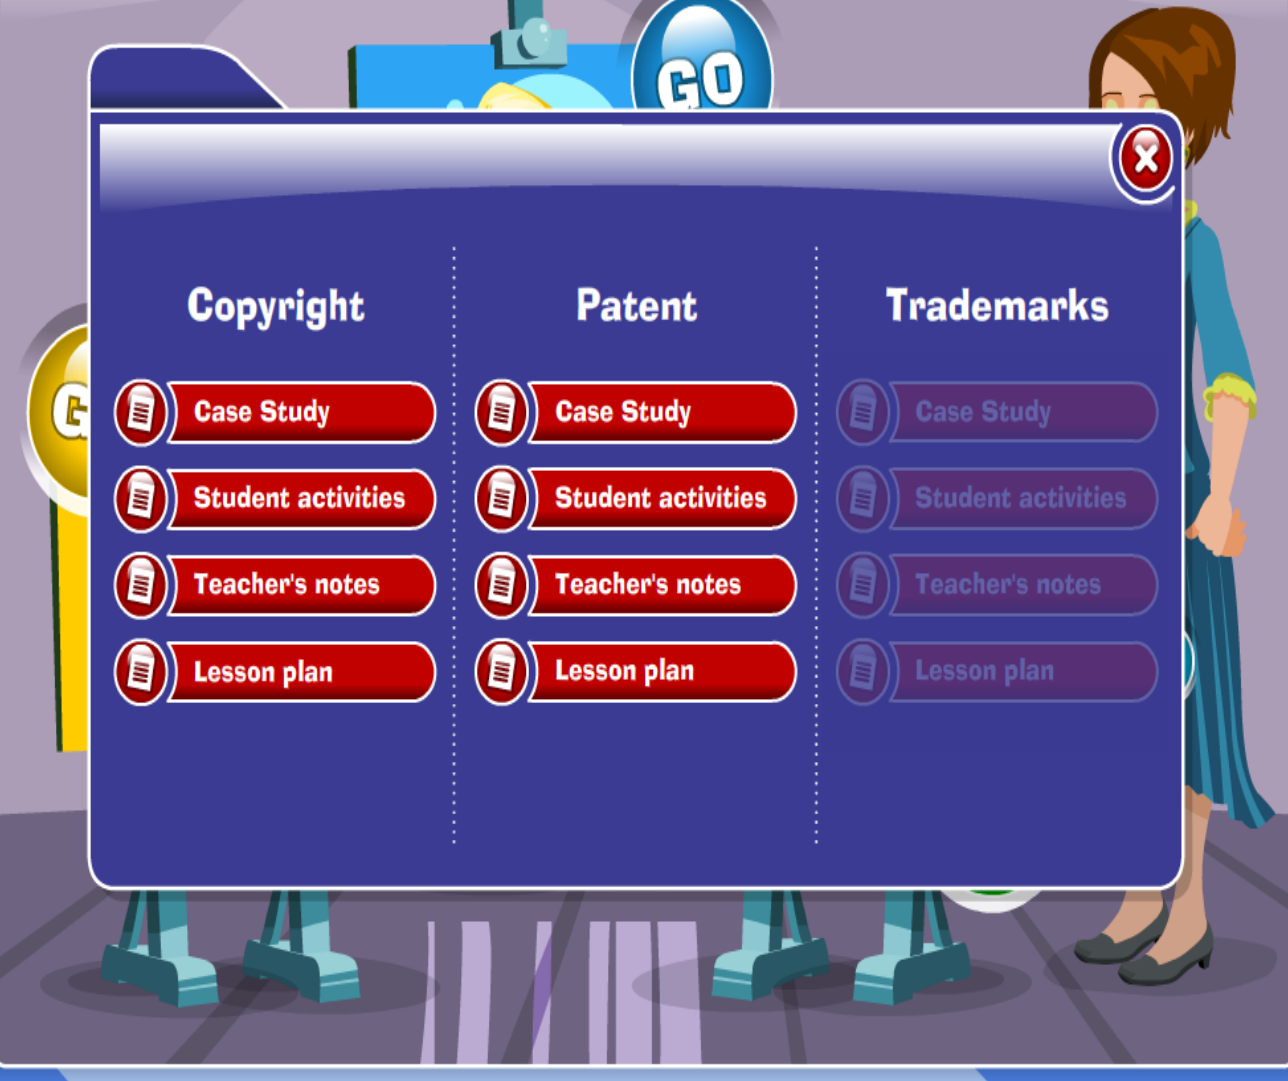 GO
G
Copyright
Case Study
Student activities
Teacher's notes
Lesson plan
Patent
Case Study
Student activities
Teacher's notes
Lesson plan
Trademarks
Case Study
Student activities
Teacher's notes
Lesson plan